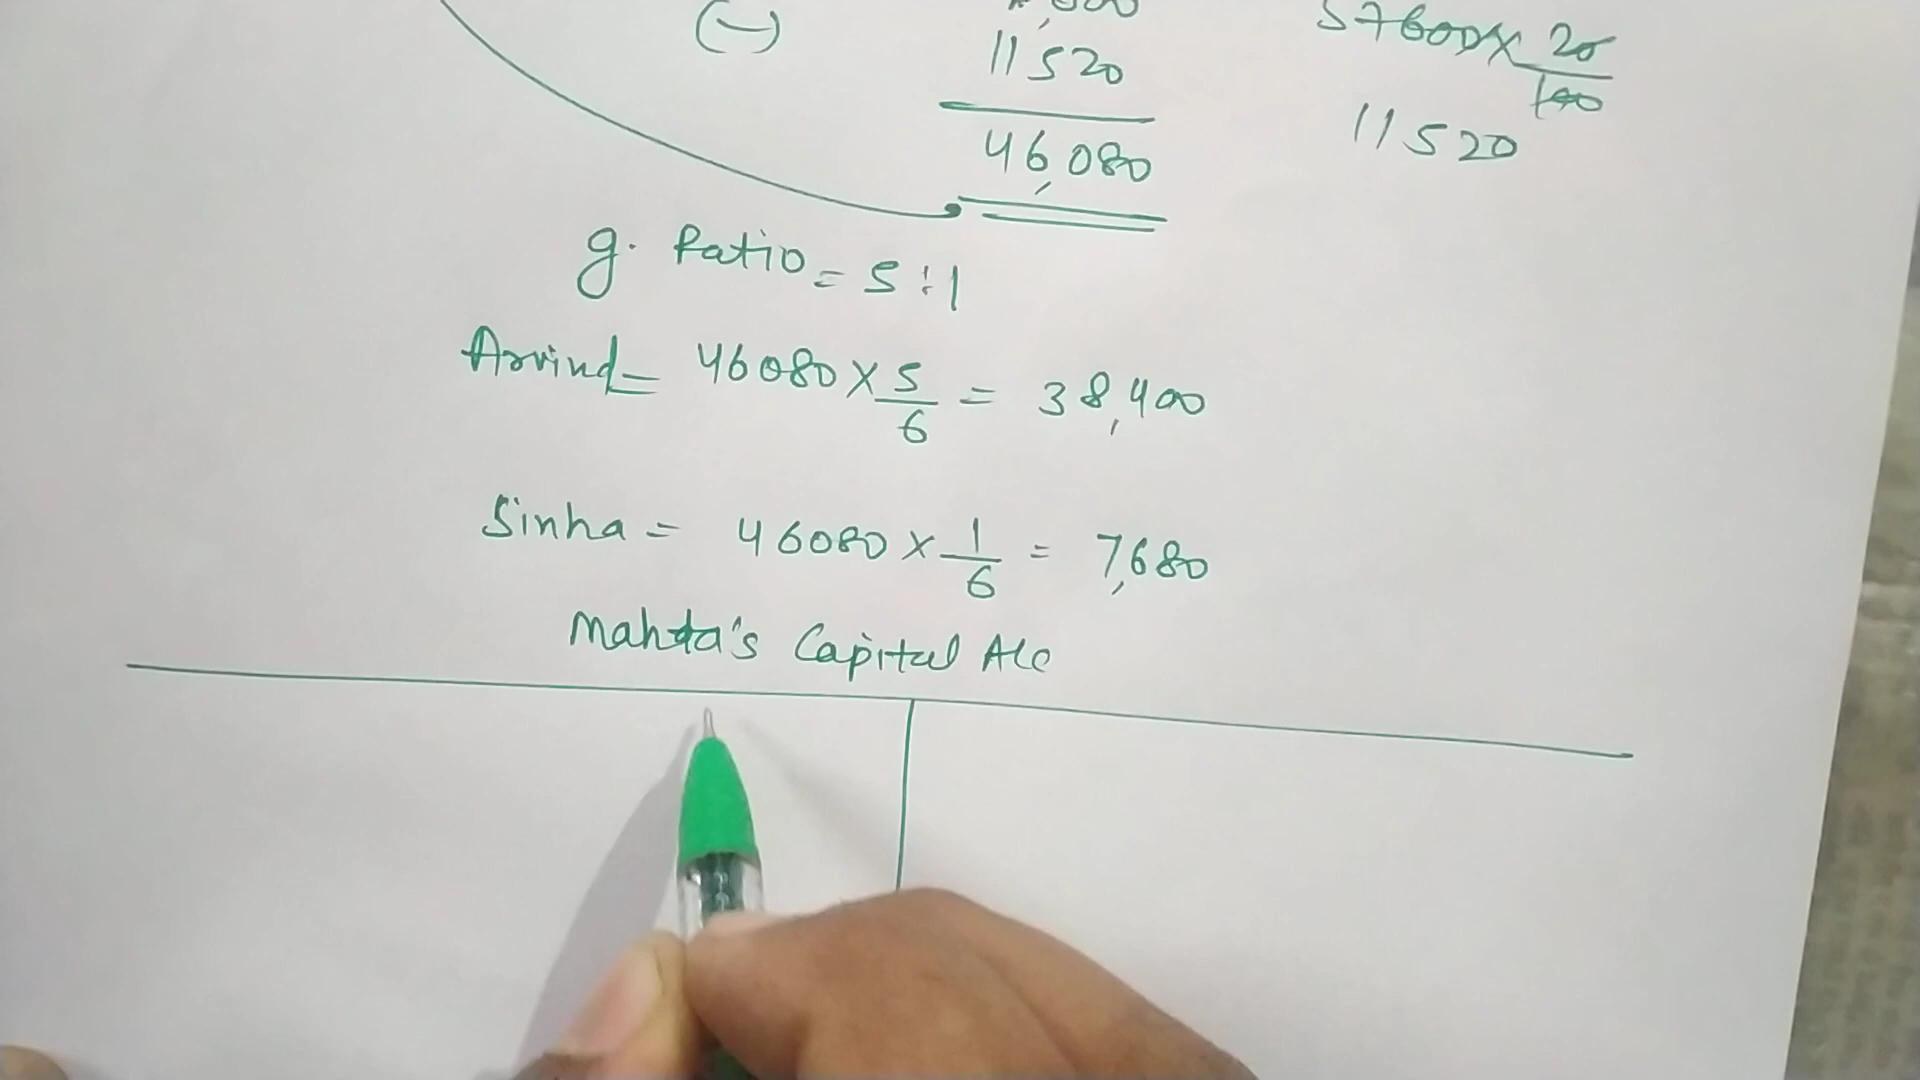 (-)
11520
46,080
57600 x 20/100
11520
g. Ratio = 5:1
Arvind = 46080 x 5/6 = 38,400
Sinha = 46080 x 1/6 = 7,680
Mahta's Capital A/c